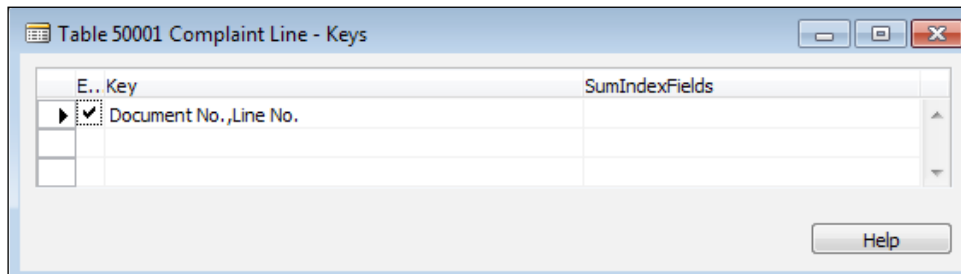 Table 50001 Complaint Line - Keys
E.. Key SumIndexFields
Document No.,Line No.
Help